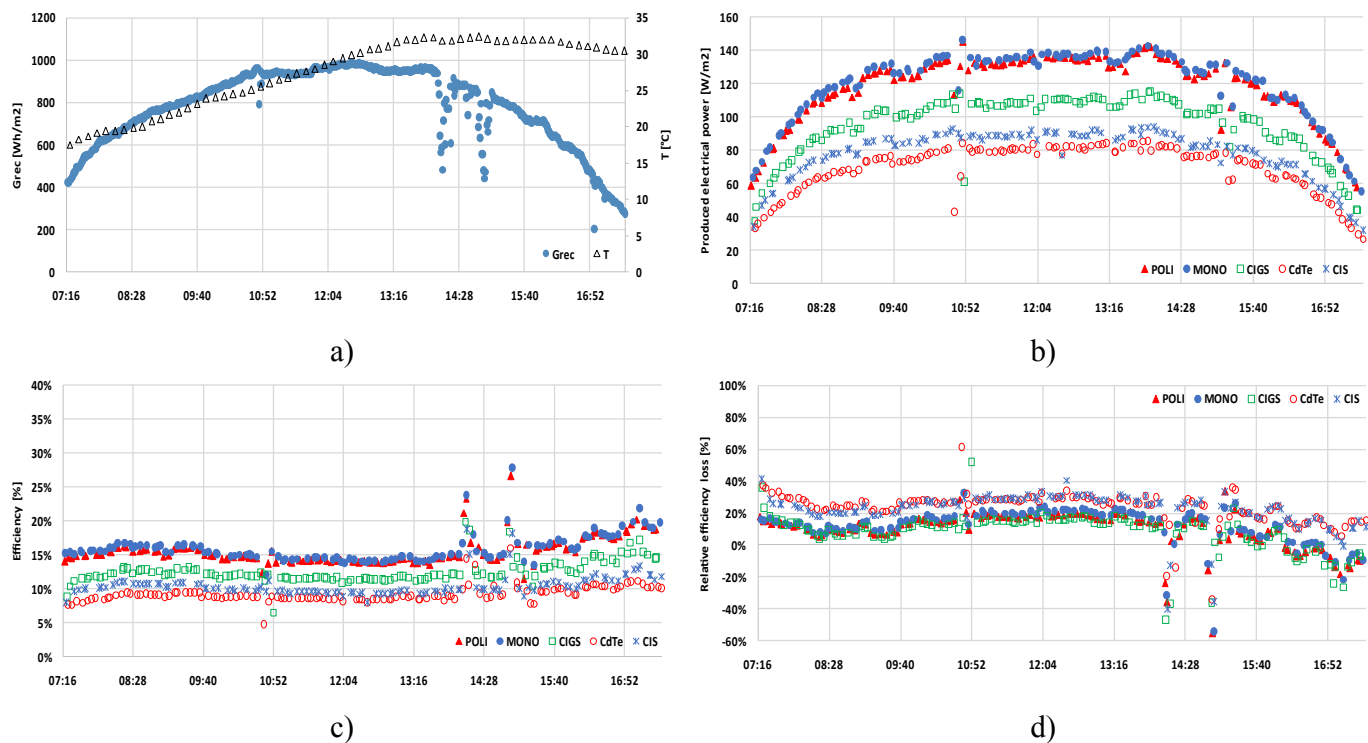 1200
1000
800
600
400
200
0
Grec [Wh/m2]
35
30
25
20
15
10
5
0
T [°C]
Grec T
07:16 08:28 09:40 10:52 12:04 13:16 14:28 15:40 16:52
a)
160
140
120
100
80
60
40
20
0
Produced electrical power [W/m2]
POLI MONO CIGS CdTe CIS
07:16 08:28 09:40 10:52 12:04 13:16 14:28 15:40 16:52
b)
40%
35%
30%
25%
20%
15%
10%
5%
0%
Efficiency [%]
POLI MONO CIGS CdTe CIS
07:16 08:28 09:40 10:52 12:04 13:16 14:28 15:40 16:52
c)
100%
80%
60%
40%
20%
0%
-20%
-40%
-60%
Relative efficiency loss [%]
POLI MONO CIGS CdTe CIS
07:16 08:28 09:40 10:52 12:04 13:16 14:28 15:40 16:52
d)